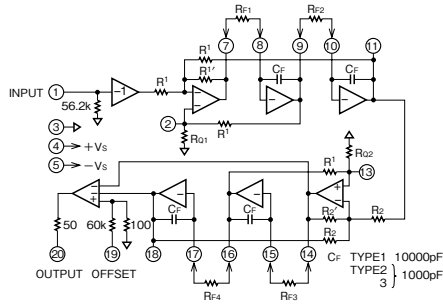 RF1
RF2
7
8
9
10
11
R1
R1'
CF
CF
INPUT
1
−1
R1
56.2k
2
R1
RQ1
3
4
+VS
5
−VS
R1
RQ2
13
R2'
R2
CF
CF
R2
50
60k
100
20
19
18
17
16
15
14
OUTPUT
OFFSET
RF4
RF3
CF TYPE1 10000pF
TYPE2
3 } 1000pF